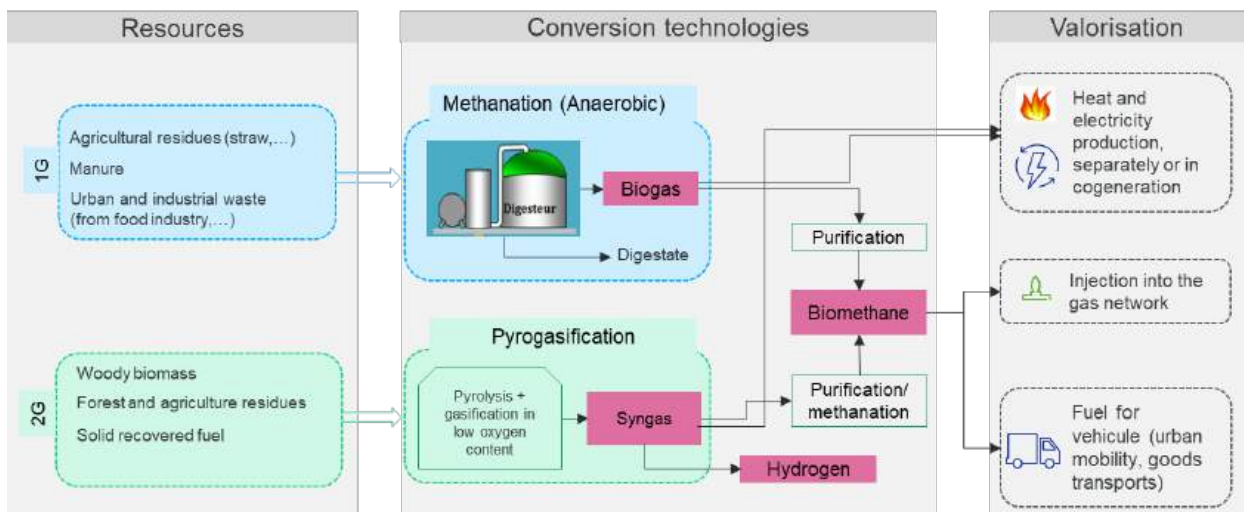 Resources
Conversion technologies
Valorisation
1G
Agricultural residues (straw,…)
Manure
Urban and industrial waste
(from food industry,…)
Methanation (Anaerobic)
Digesteur
Biogas
Digestate
Purification
Biomethane
Heat and
electricity
production,
separately or in
cogeneration
Injection into the
gas network
2G
Woody biomass
Forest and agriculture residues
Solid recovered fuel
Pyrogasification
Pyrolysis +
gasification in
low oxygen
content
Syngas
Purification/
methanation
Hydrogen
Fuel for
vehicule (urban
mobility, goods
transports)